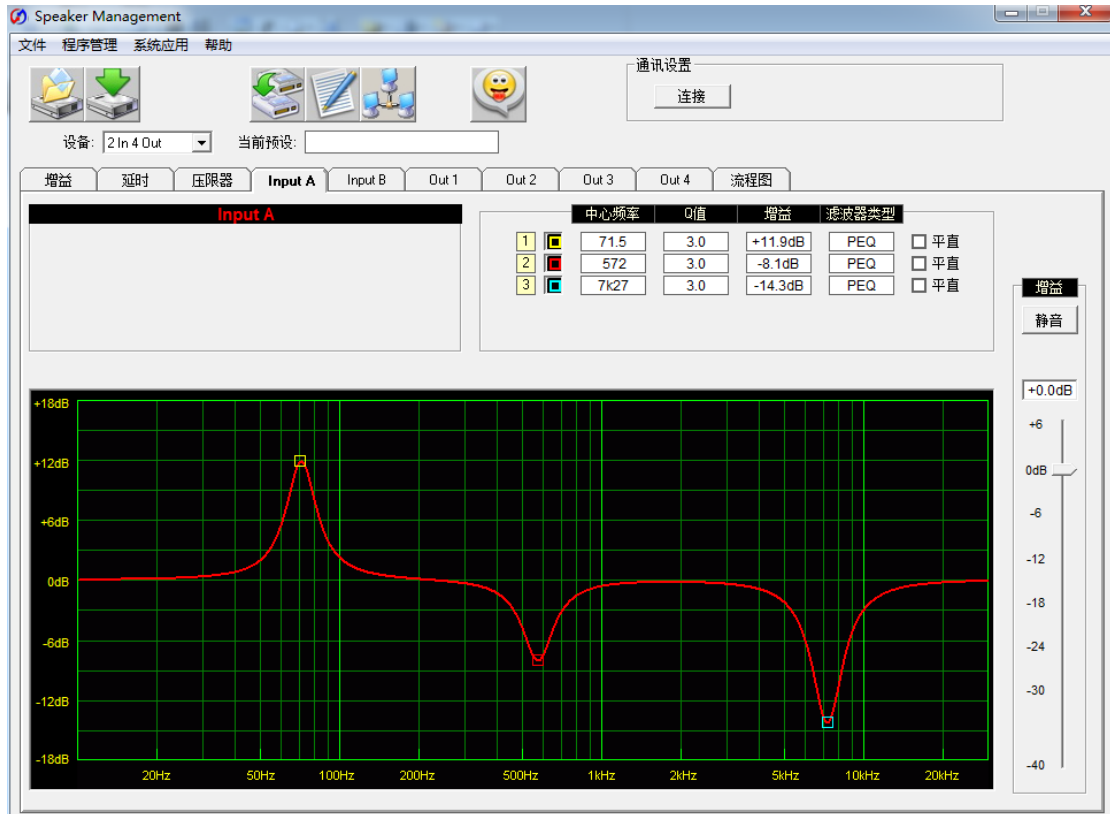 Speaker Management
文件 程序管理 系统应用 帮助
通讯设置
连接
设备: 2 In 4 Out 当前预设:
增益 延时 压限器 Input A Input B Out 1 Out 2 Out 3 Out 4 流程图
Input A
中心频率 Q值 增益 滤波器类型
1 71.5 3.0 +11.9dB PEQ 平直
2 572 3.0 -8.1dB PEQ 平直
3 7k27 3.0 -14.3dB PEQ 平直
增益
静音
+0.0dB
+6
0dB
-6
-12
-18
-24
-30
-40
+18dB
+12dB
+6dB
0dB
-6dB
-12dB
-18dB
20Hz 50Hz 100Hz 200Hz 500Hz 1kHz 2kHz 5kHz 10kHz 20kHz